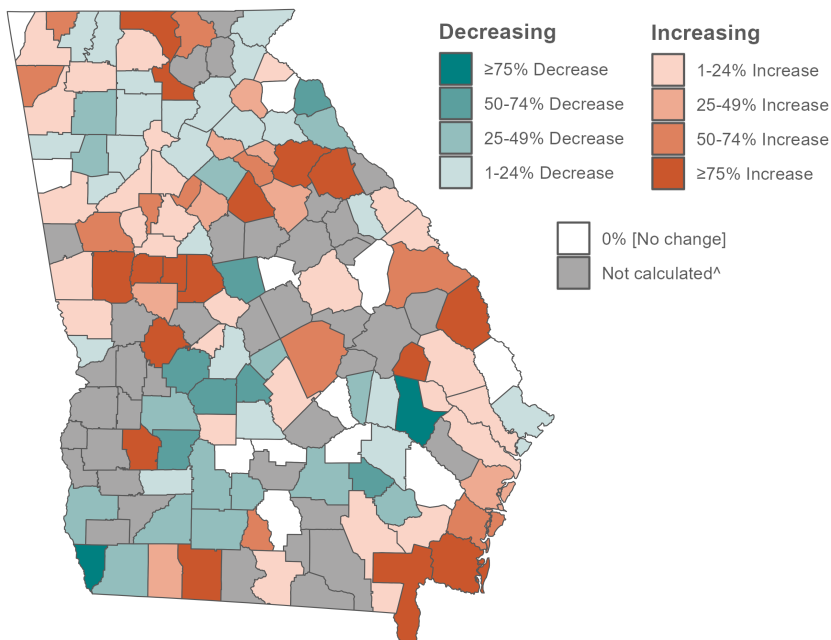 Decreasing
≥75% Decrease
50-74% Decrease
25-49% Decrease
1-24% Decrease
Increasing
1-24% Increase
25-49% Increase
50-74% Increase
≥75% Increase
0% [No change]
Not calculated^